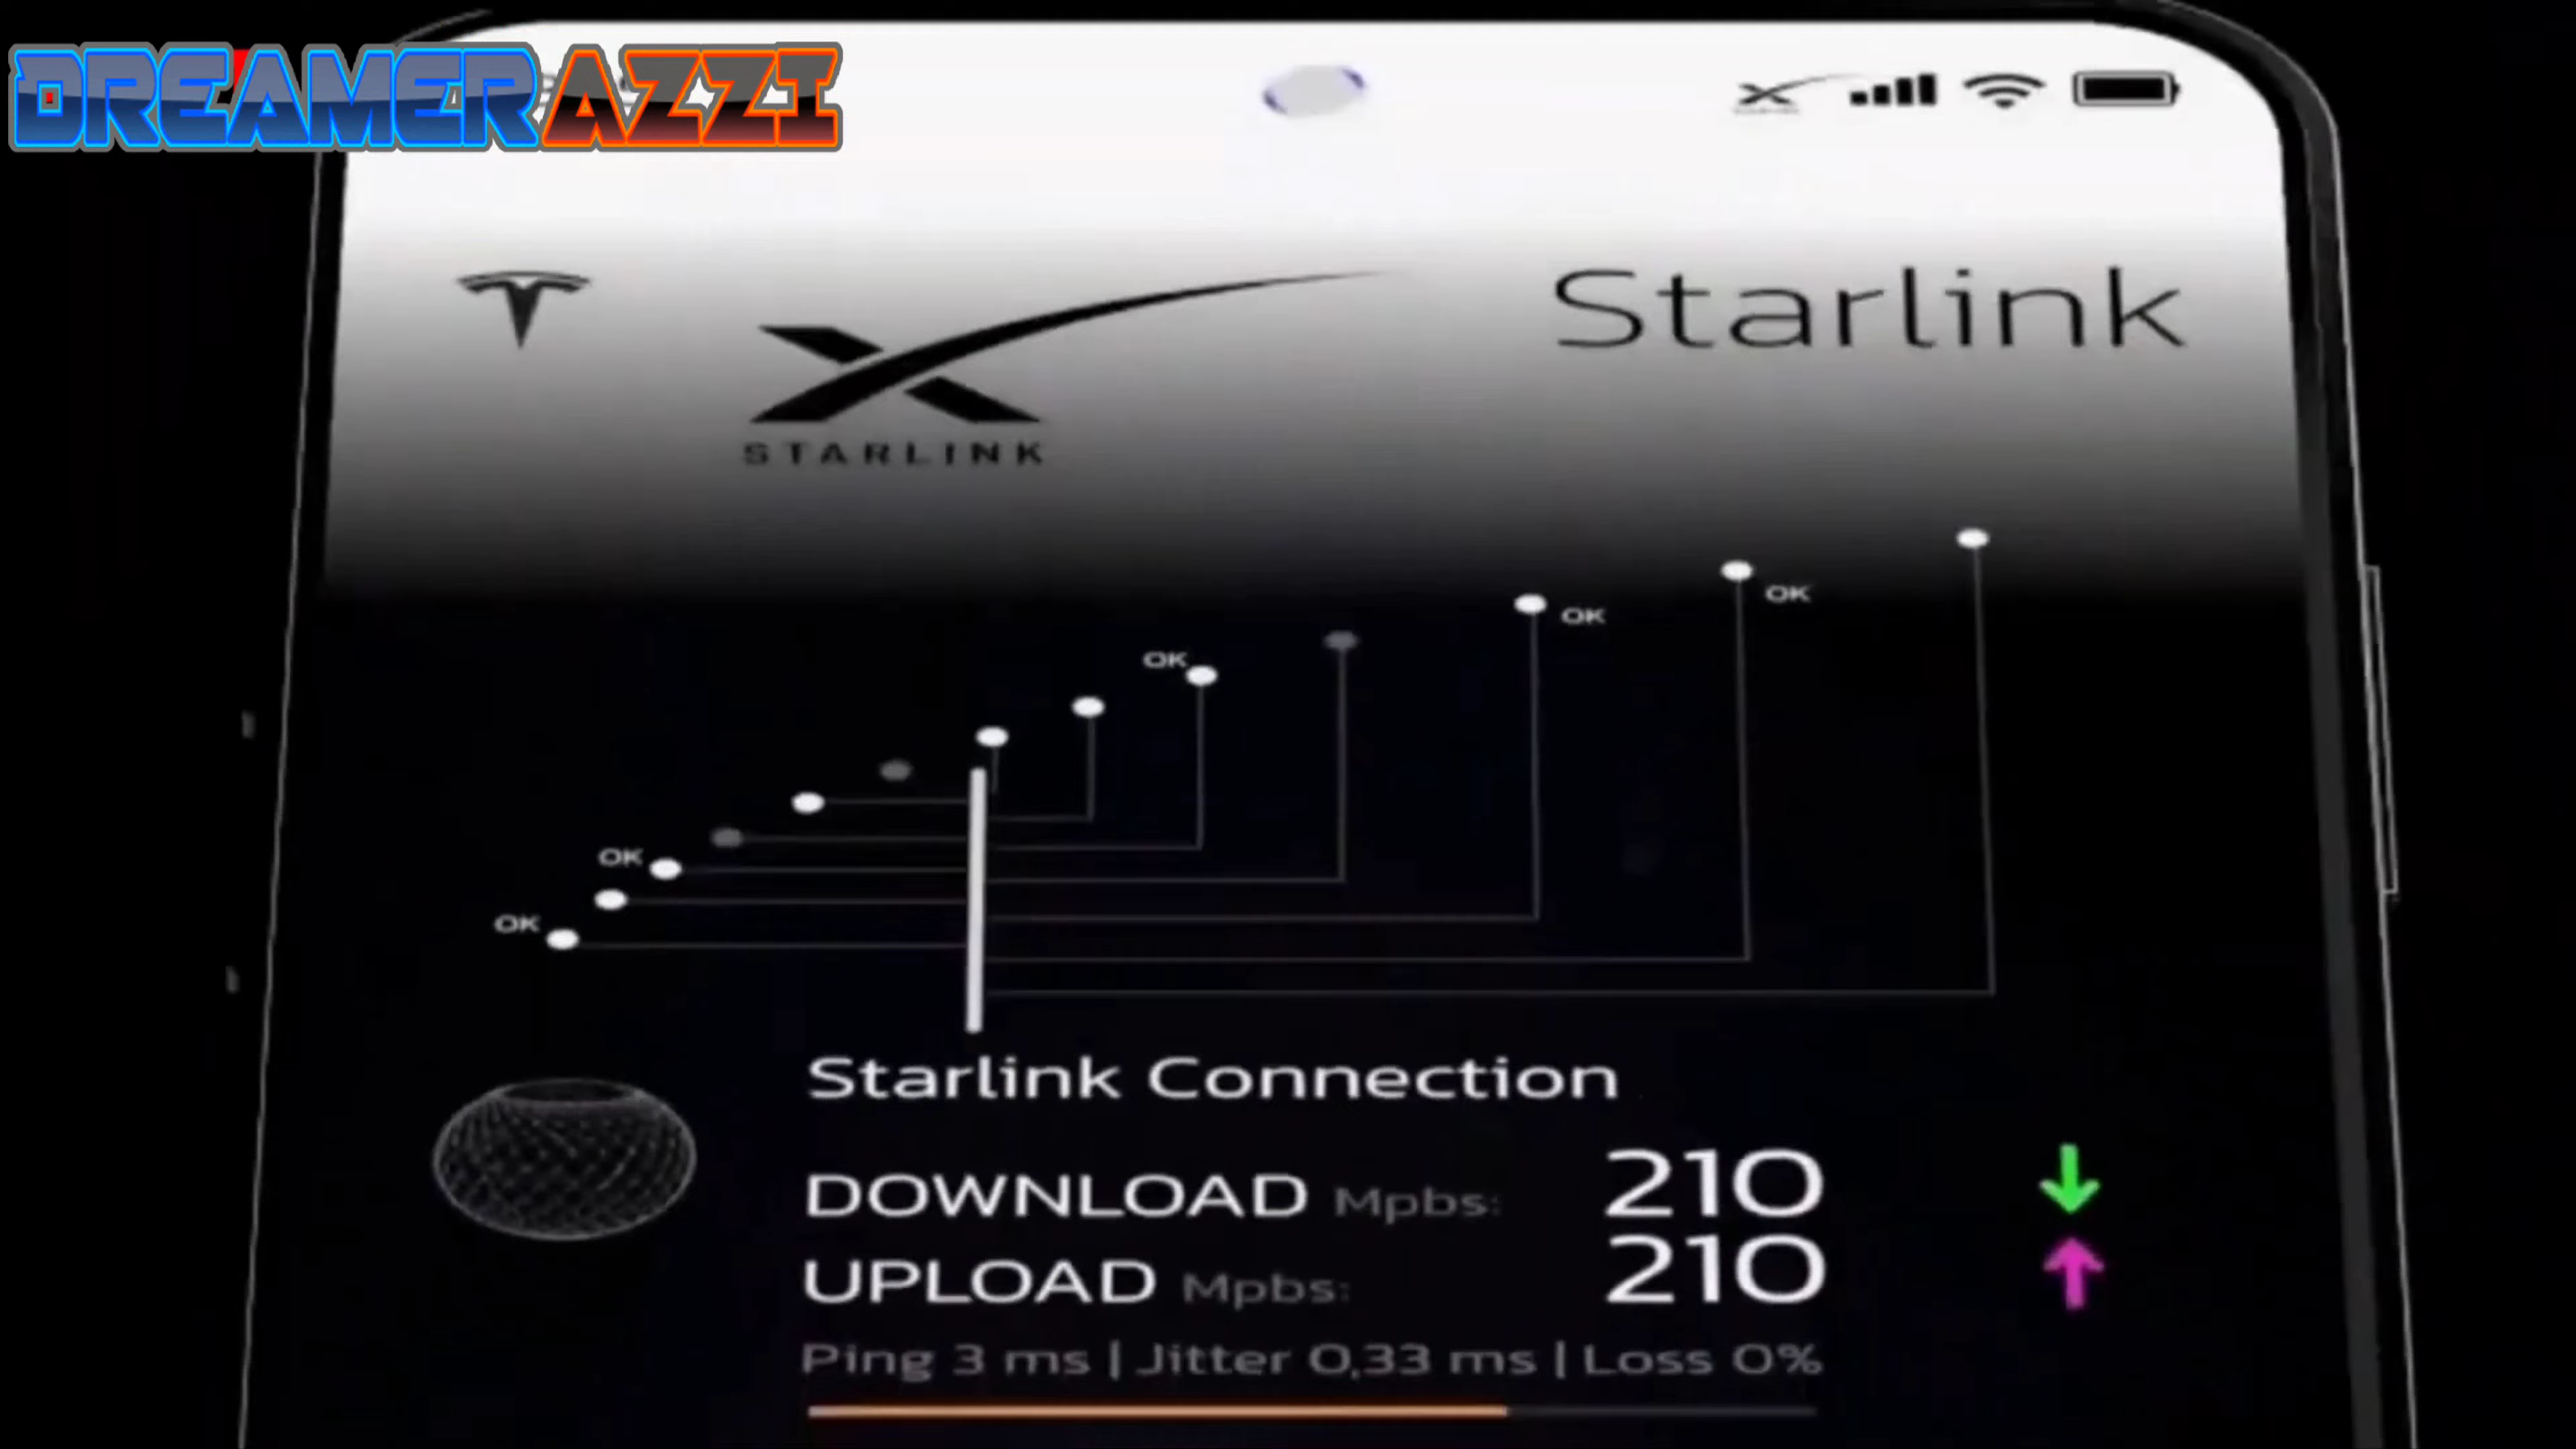 DREAMERAZZI
Starlink
STARLINK
OK
OK
OK
OK
OK
Starlink Connection
DOWNLOAD Mpbs: 210
UPLOAD Mpbs: 210
Ping 3 ms | Jitter 0,33 ms | Loss 0%